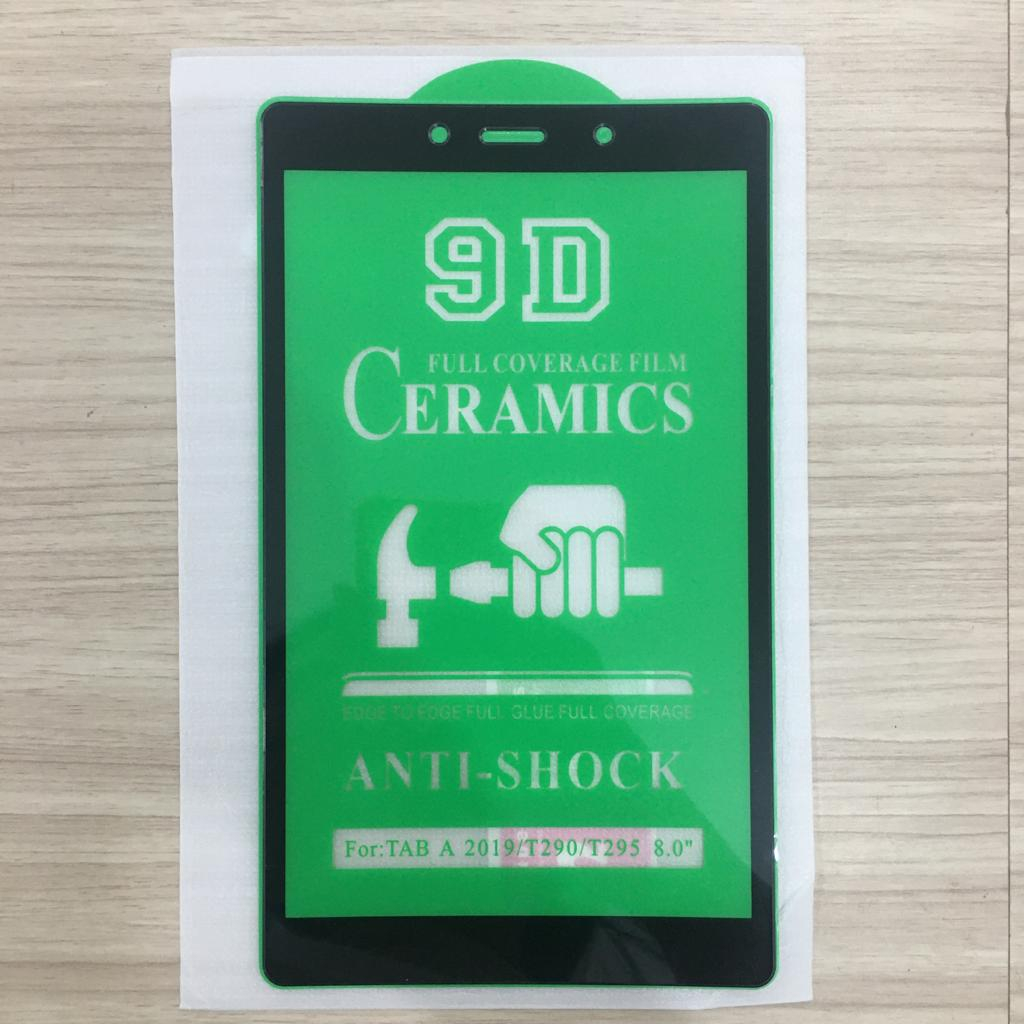 9D
FULL COVERAGE FILM
CERAMICS
EDGE TO EDGE FULL GLUE FULL COVERAGE
ANTI-SHOCK
For:TAB A 2019/T290/T295 8.0"